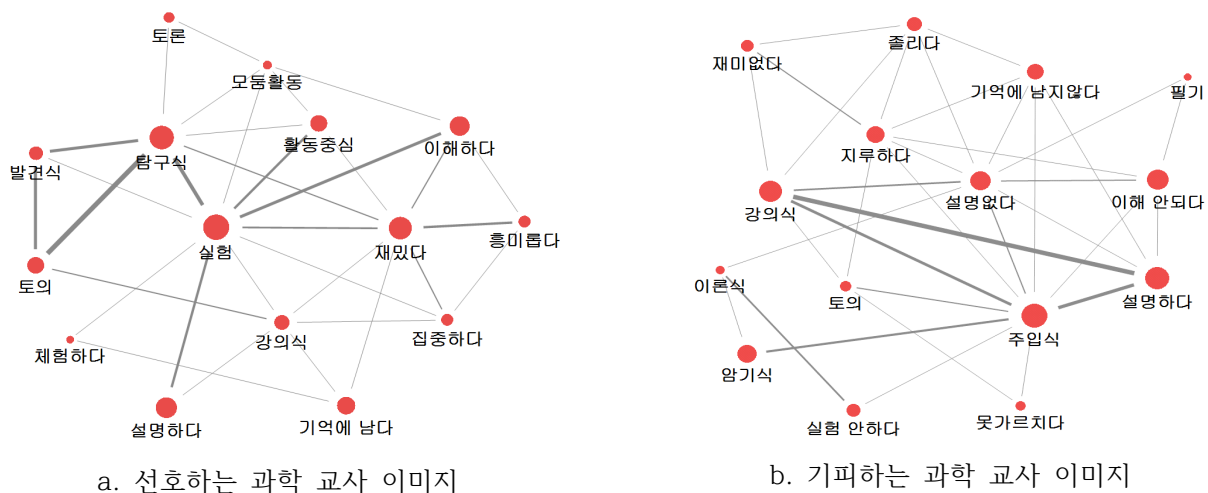 토론
모둠활동
활동중심
이해하다
탐구식
발견식
실험
재밌다
흥미롭다
토의
강의식
집중하다
체험하다
설명하다
기억에 남다
a. 선호하는 과학 교사 이미지
졸리다
재미없다
기억에 남지않다
필기
지루하다
강의식
설명없다
이해 안되다
이론식
토의
설명하다
주입식
암기식
실험 안하다
못가르치다
b. 기피하는 과학 교사 이미지